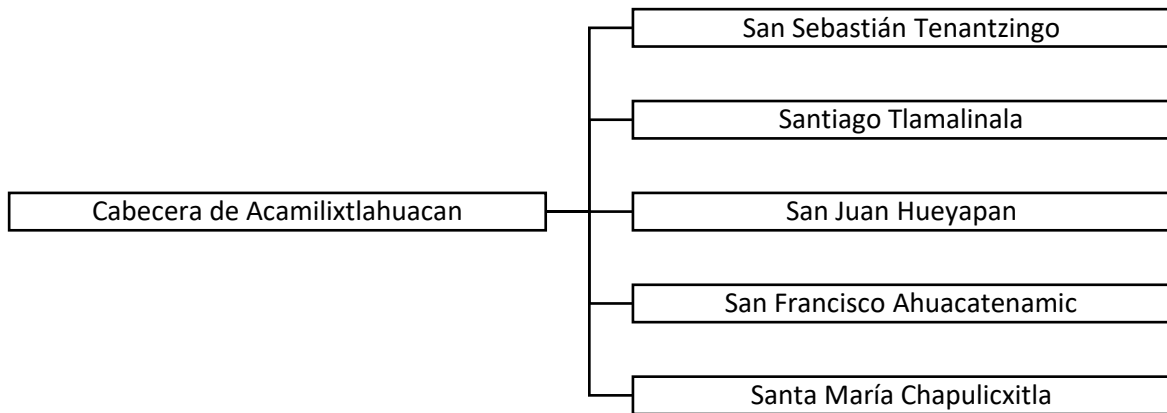 San Sebastián Tenantzingo
Santiago Tlamalinala
Cabecera de Acamilixtlahuacan
San Juan Hueyapan
San Francisco Ahuacatenamic
Santa María Chapulicxitla